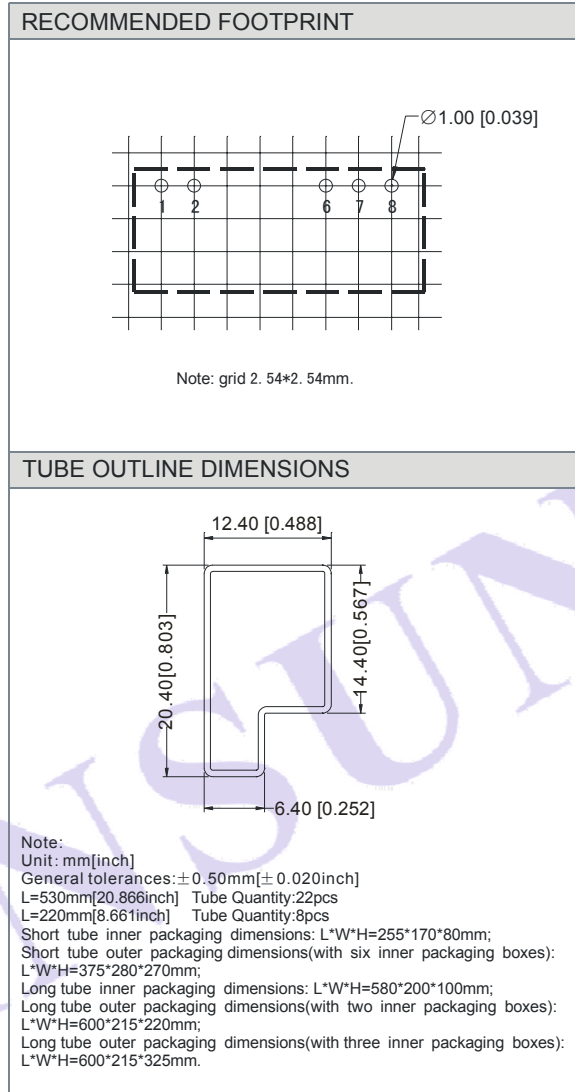 RECOMMENDED FOOTPRINT
∅1.00 [0.039]
1 2 6 7 8
Note: grid 2.54*2.54mm.
TUBE OUTLINE DIMENSIONS
12.40 [0.488]
20.40[0.803]
14.40[0.567]
6.40 [0.252]
Note:
Unit: mm[inch]
General tolerances:±0.50mm[±0.020inch]
L=530mm[20.866inch] Tube Quantity:22pcs
L=220mm[8.661inch] Tube Quantity:8pcs
Short tube inner packaging dimensions: L*W*H=255*170*80mm;
Short tube outer packaging dimensions(with six inner packaging boxes):
L*W*H=375*280*270mm;
Long tube inner packaging dimensions: L*W*H=580*200*100mm;
Long tube outer packaging dimensions(with two inner packaging boxes):
L*W*H=600*215*220mm;
Long tube outer packaging dimensions(with three inner packaging boxes):
L*W*H=600*215*325mm.